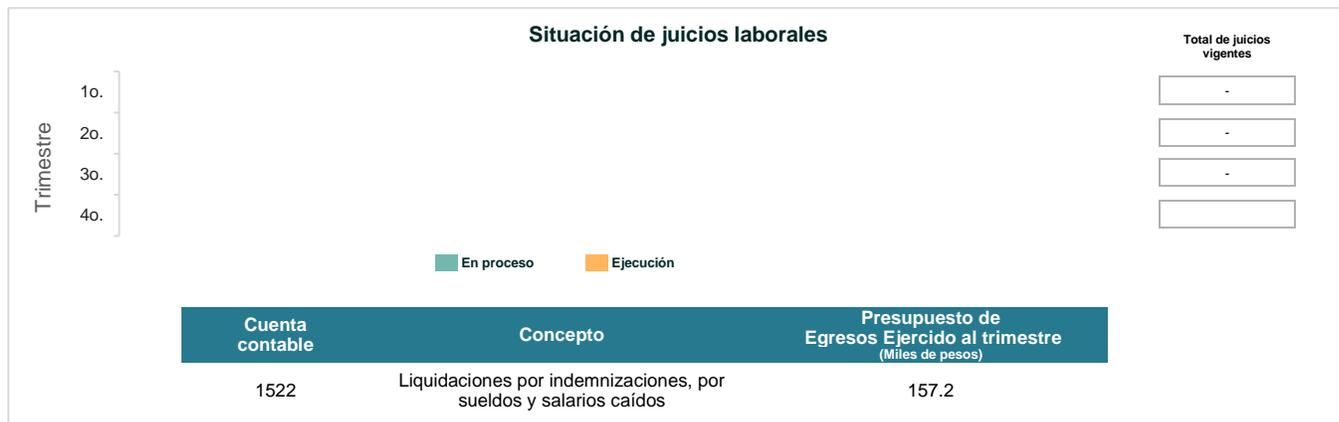 Situación de juicios laborales
Total de juicios
vigentes
Trimestre
1o.
-
2o.
-
3o.
-
4o.
En proceso
Ejecución
Cuenta
contable
Concepto
Presupuesto de
Egresos Ejercido al trimestre
(Miles de pesos)
1522
Liquidaciones por indemnizaciones, por
sueldos y salarios caídos
157.2